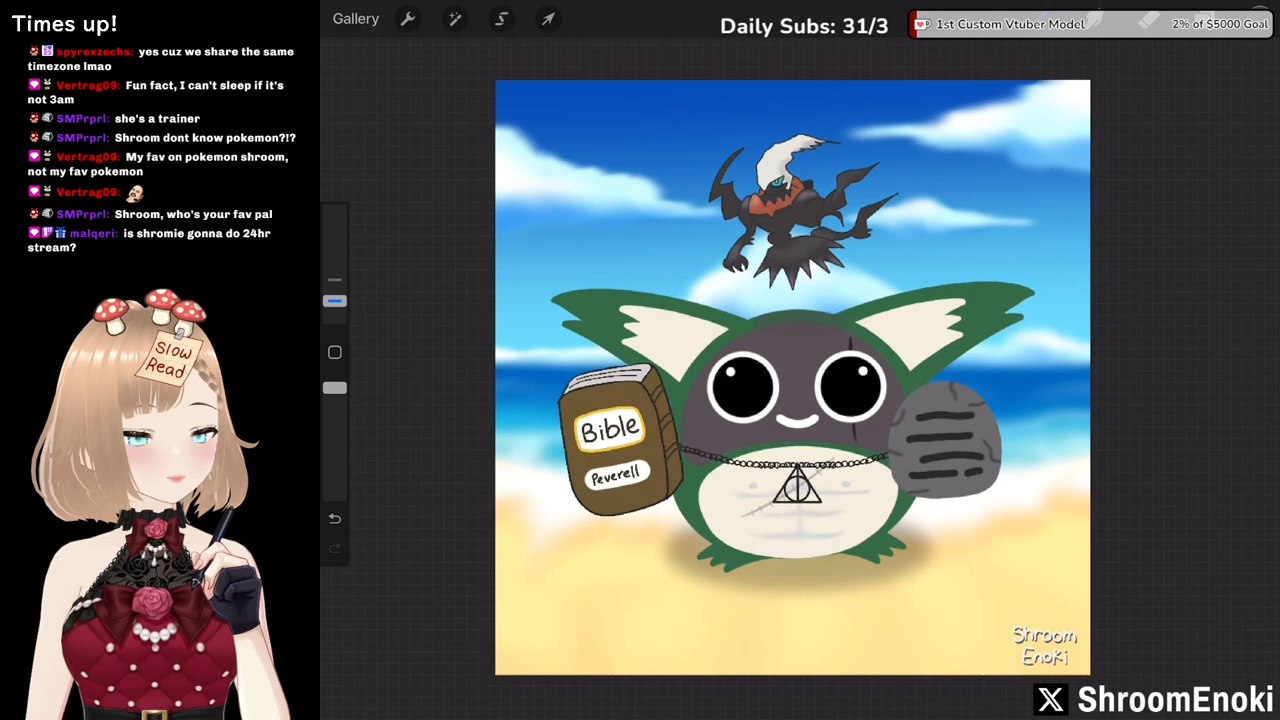 Times up!
spyrexzechs: yes cuz we share the same
timezone lmao
Vertrag09: Fun fact, I can't sleep if it's
not 3am
SMPrprl: she's a trainer
SMPrprl: Shroom dont know pokemon?!?
Vertrag09: My fav on pokemon shroom,
not my fav pokemon
Vertrag09:
SMPrprl: Shroom, who's your fav pal
malqeri: is shromie gonna do 24hr
stream?
Slow
Read
Gallery
Daily Subs: 31/3
1st Custom Vtuber Model
2% of $5000 Goal
Bible
Peverell
Shroom
Enoki
X ShroomEnoki